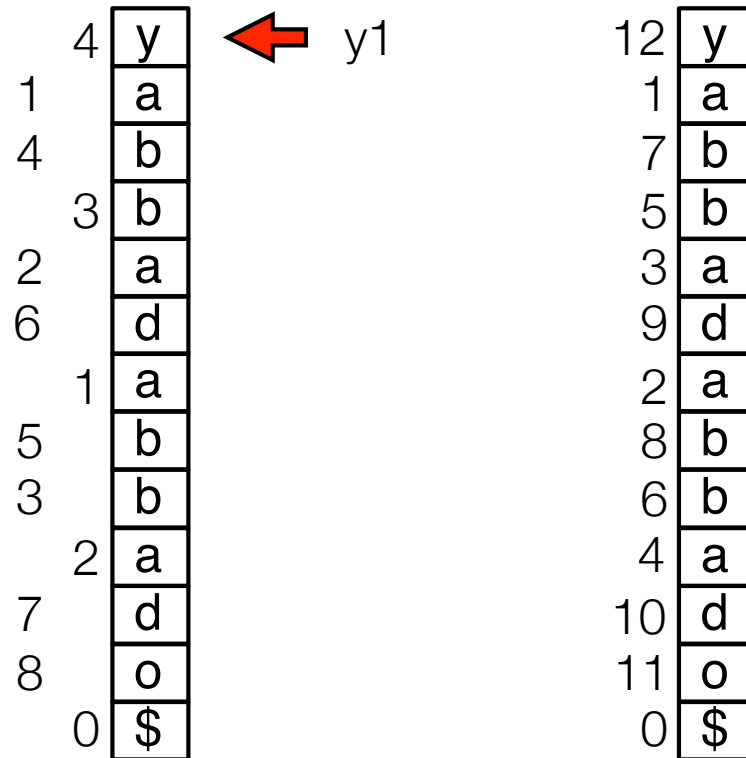 4 y y1 12 y
1 a 1 a
4 b 7 b
3 b 5 b
2 a 3 a
6 d 9 d
1 a 2 a
5 b 8 b
3 b 6 b
2 a 4 a
7 d 10 d
8 o 11 o
0 $ 0 $